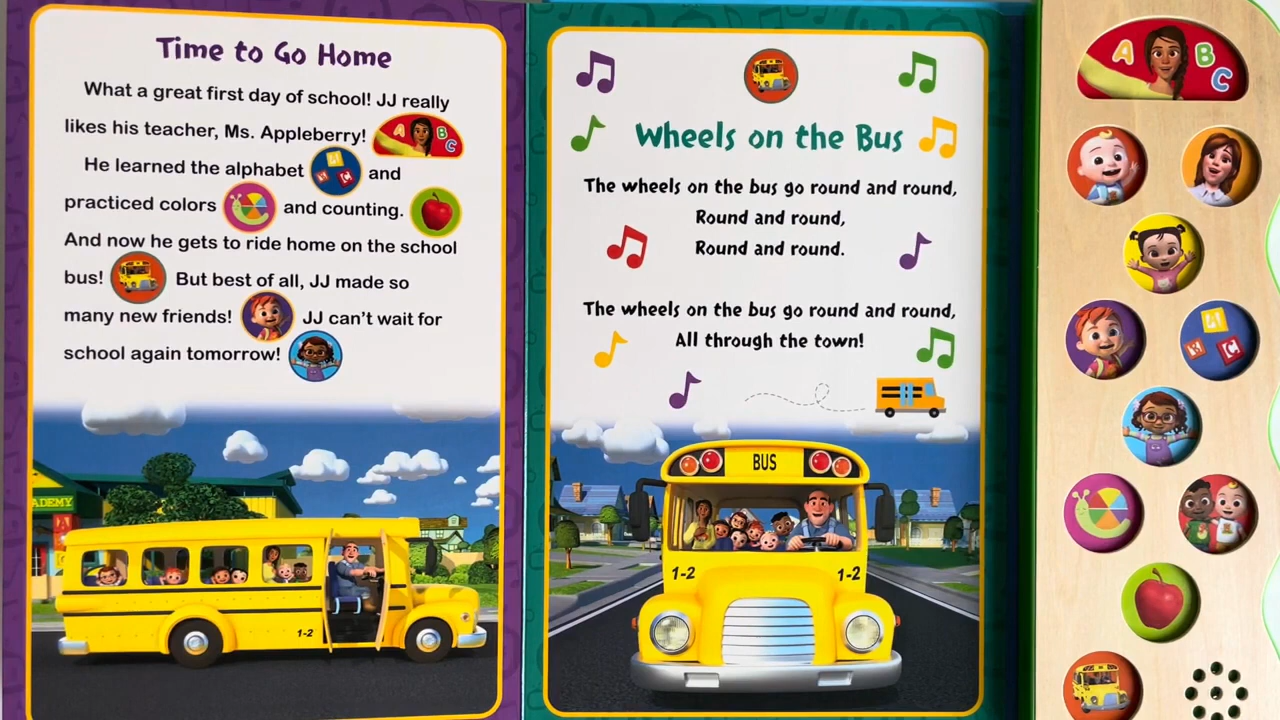 Time to Go Home
What a great first day of school! JJ really
likes his teacher, Ms. Appleberry! A B C
He learned the alphabet and
practiced colors and counting.
And now he gets to ride home on the school
bus! But best of all, JJ made so
many new friends! JJ can't wait for
school again tomorrow!
ADEMY
A
1-2
Wheels on the Bus
The wheels on the bus go round and round,
Round and round,
Round and round.
The wheels on the bus go round and round,
All through the town!
BUS
1-2 1-2
A B C
C